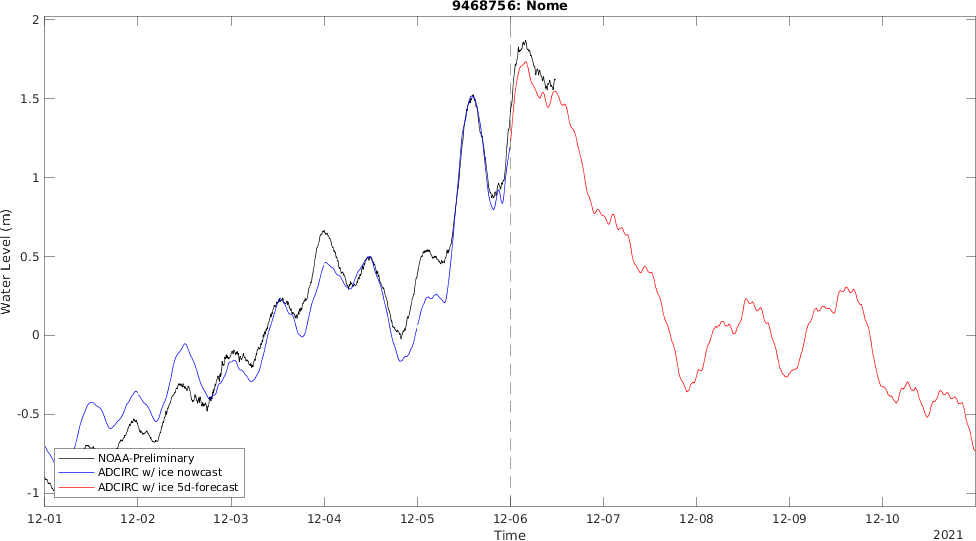 9468756: Nome
2
1.5
1
0.5
0
-0.5
-1
Water Level (m)
NOAA-Preliminary
ADCIRC w/ ice nowcast
ADCIRC w/ ice 5d-forecast
12-01 12-02 12-03 12-04 12-05 12-06 12-07 12-08 12-09 12-10
Time
2021